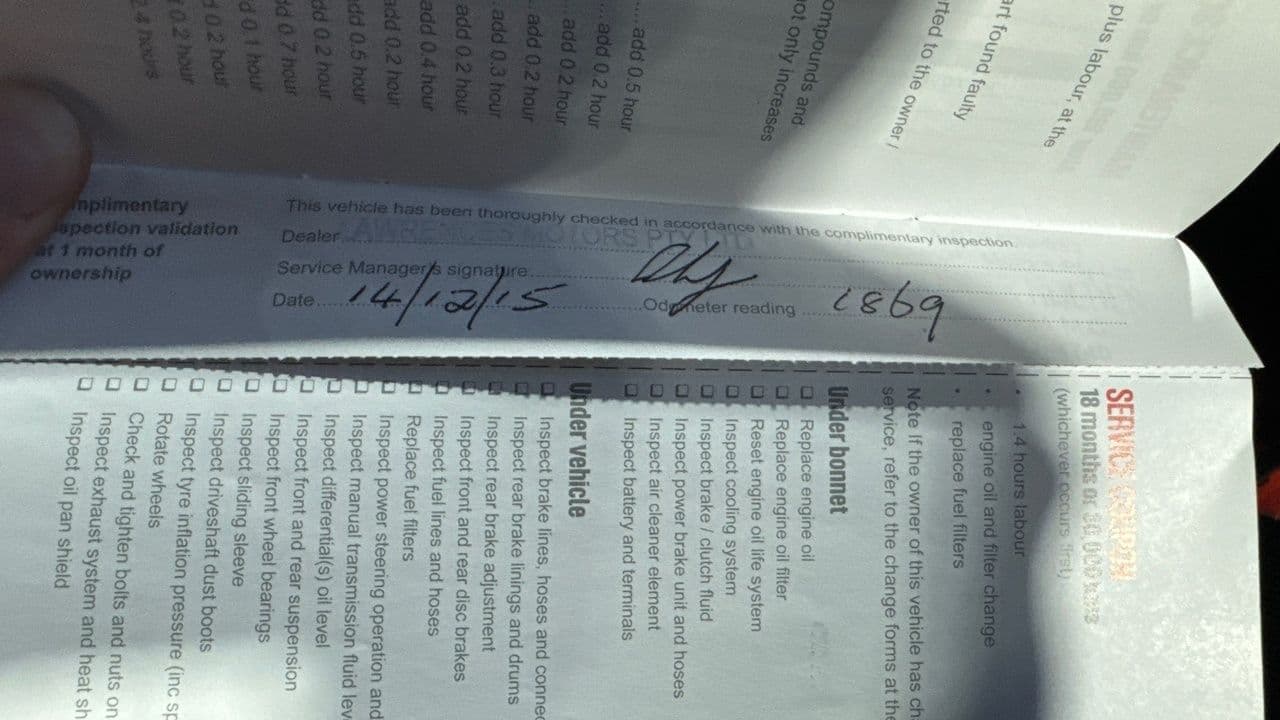 plus labour, at the
art found faulty
rted to the owner /
ompounds and
not only increases
.... add 0.5 hour
... add 0.2 hour
.. add 0.2 hour
.. add 0.2 hour
. add 0.3 hour
add 0.2 hour
add 0.4 hour
add 0.2 hour
add 0.5 hour
dd 0.2 hour
dd 0.7 hour
d 0.1 hour
d 0.2 hour
0.2 hour
2.4 hours
mplimentary
spection validation
at 1 month of
ownership
This vehicle has been thoroughly checked in accordance with the complimentary inspection.
Dealer MOTORS PTY LTD
Service Manager's signature
Date 14/12/15 Odometer reading 1869
SERVICE COUPON
18 months or
(whichever occurs first)
• 1.4 hours labour
• engine oil and filter change
• replace fuel filters
Note If the owner of this vehicle has ch
service, refer to the change forms at the
Under bonnet
☐ Replace engine oil
☐ Replace engine oil filter
☐ Reset engine oil life system
☐ Inspect cooling system
☐ Inspect brake / clutch fluid
☐ Inspect power brake unit and hoses
☐ Inspect air cleaner element
☐ Inspect battery and terminals
Under vehicle
☐ Inspect brake lines, hoses and connec
☐ Inspect rear brake linings and drums
☐ Inspect rear brake adjustment
☐ Inspect front and rear disc brakes
☐ Inspect fuel lines and hoses
☐ Replace fuel filters
☐ Inspect power steering operation and
☐ Inspect manual transmission fluid lev
☐ Inspect differential(s) oil level
☐ Inspect front and rear suspension
☐ Inspect front wheel bearings
☐ Inspect sliding sleeve
☐ Inspect driveshaft dust boots
☐ Inspect tyre inflation pressure (inc sp
☐ Rotate wheels
☐ Check and tighten bolts and nuts on
☐ Inspect exhaust system and heat sh
☐ Inspect oil pan shield